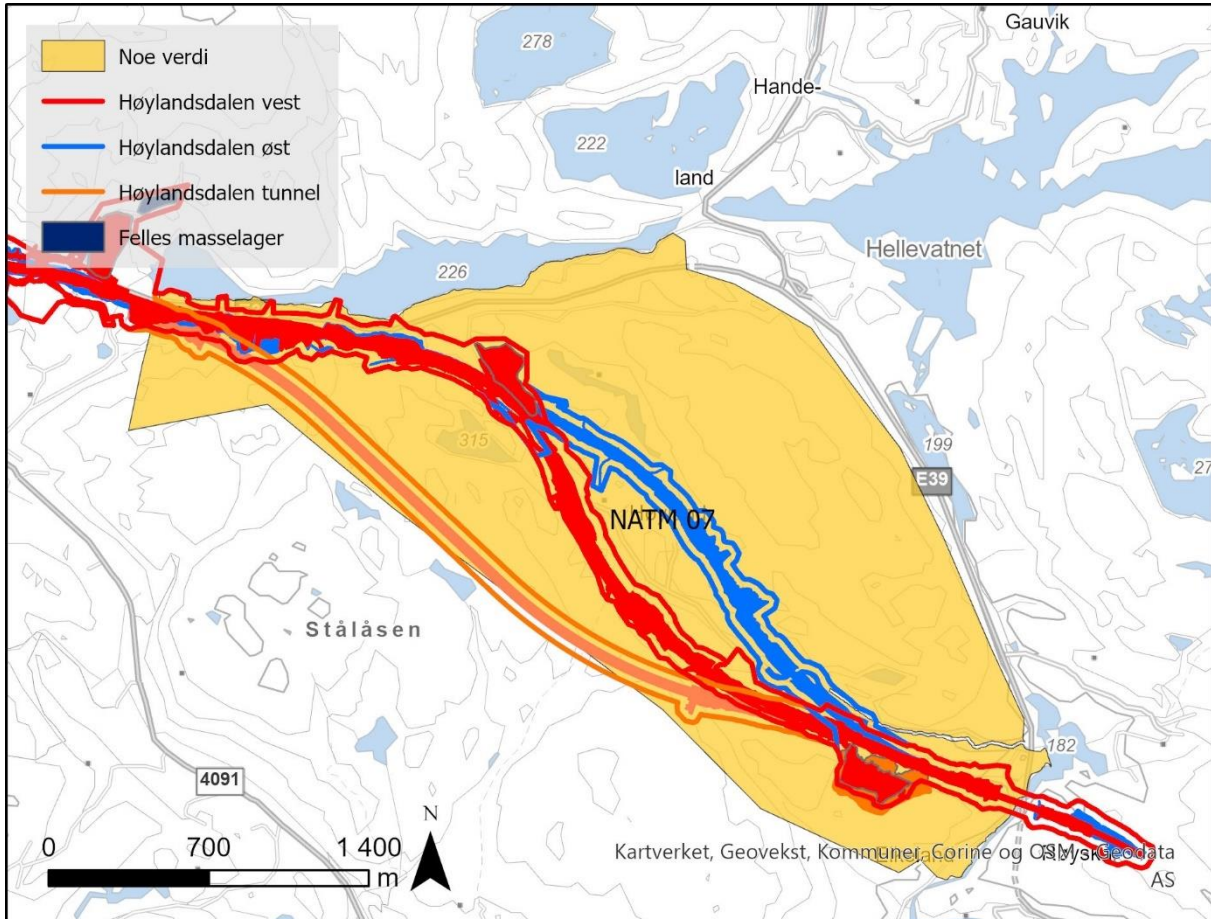 Noe verdi
Høylandsdalen vest
Høylandsdalen øst
Høylandsdalen tunnel
Felles masselager
278
Gauvik
Hande-
222
land
Hellevatnet
226
199
315
E39
NATM 07
Stålåsen
182
4091
N
0 700 1 400
m
Kartverket, Geovekst, Kommuner, Corine og OSM - Geodata
AS